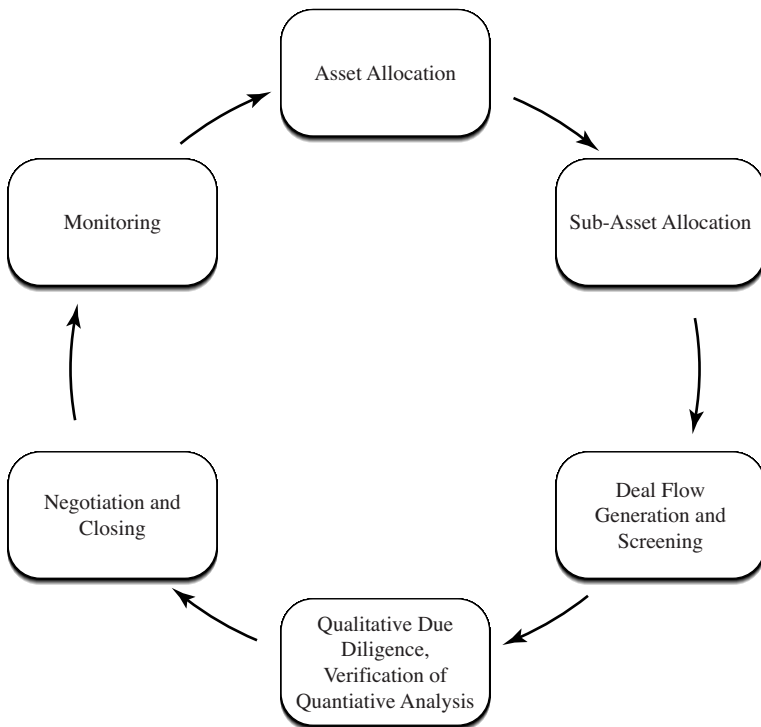 Asset Allocation
Sub-Asset Allocation
Deal Flow
Generation and
Screening
Qualitative Due
Diligence,
Verification of
Quantiative Analysis
Negotiation and
Closing
Monitoring